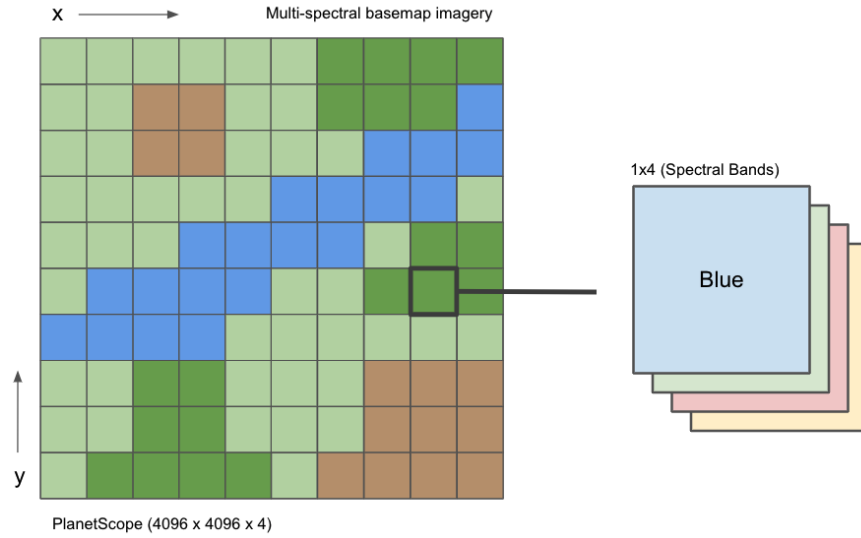 x
Multi-spectral basemap imagery
1x4 (Spectral Bands)
Blue
y
PlanetScope (4096 x 4096 x 4)